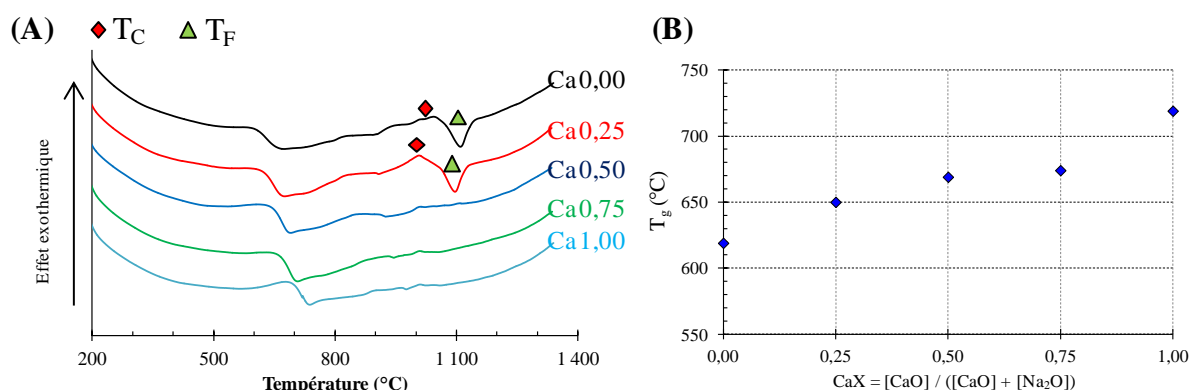 (A) T_C T_F
Ca0,00
Ca0,25
Ca0,50
Ca0,75
Ca1,00
Effet exothermique
200 500 800 1 100 1 400
Température (°C)
(B)
750
700
650
600
550
T_g (°C)
0,00 0,25 0,50 0,75 1,00
CaX = [CaO] / ([CaO] + [Na₂O])